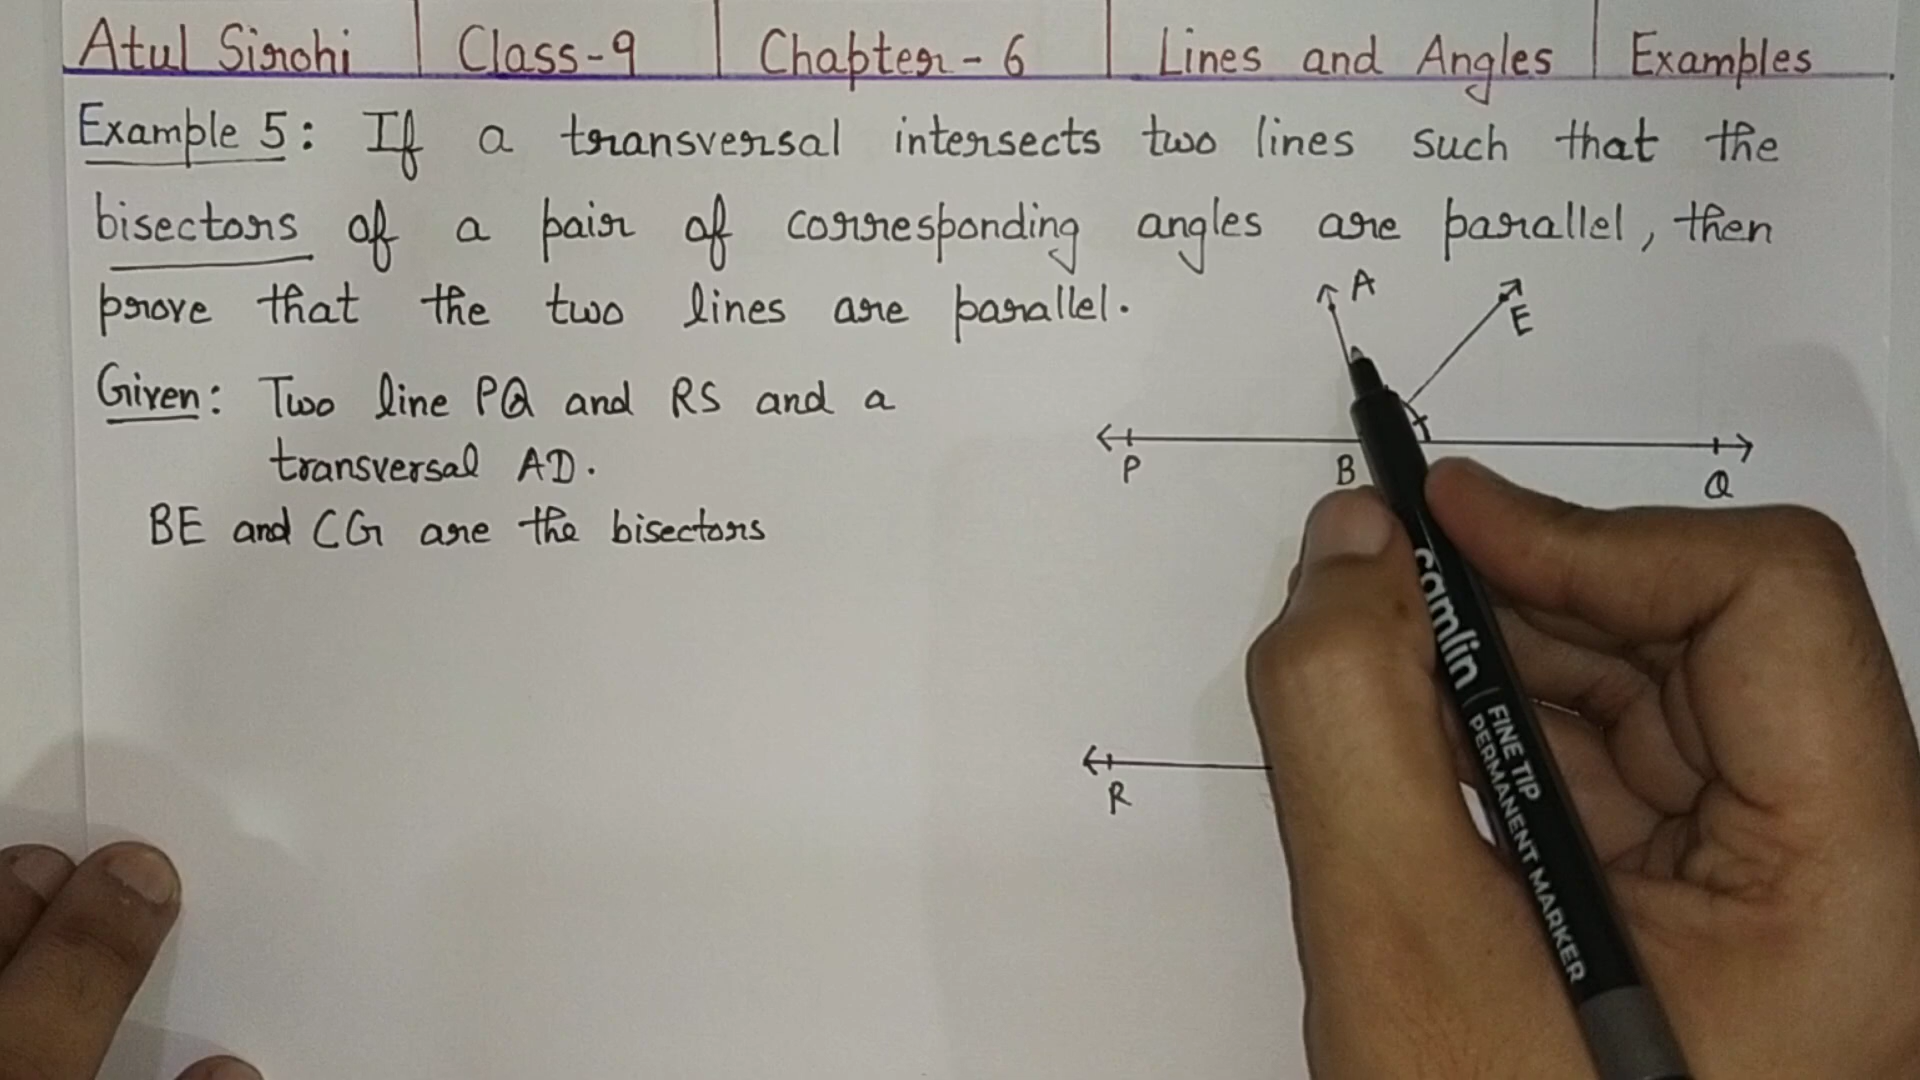 Atul Sirohi | Class-9 | Chapter-6 | Lines and Angles | Examples
Example 5: If a transversal intersects two lines such that the
bisectors of a pair of corresponding angles are parallel, then
prove that the two lines are parallel.
Given: Two line PQ and RS and a
transversal AD.
BE and CG are the bisectors
A
E
P
B
Q
R
camlin
FINE TIP
PERMANENT MARKER